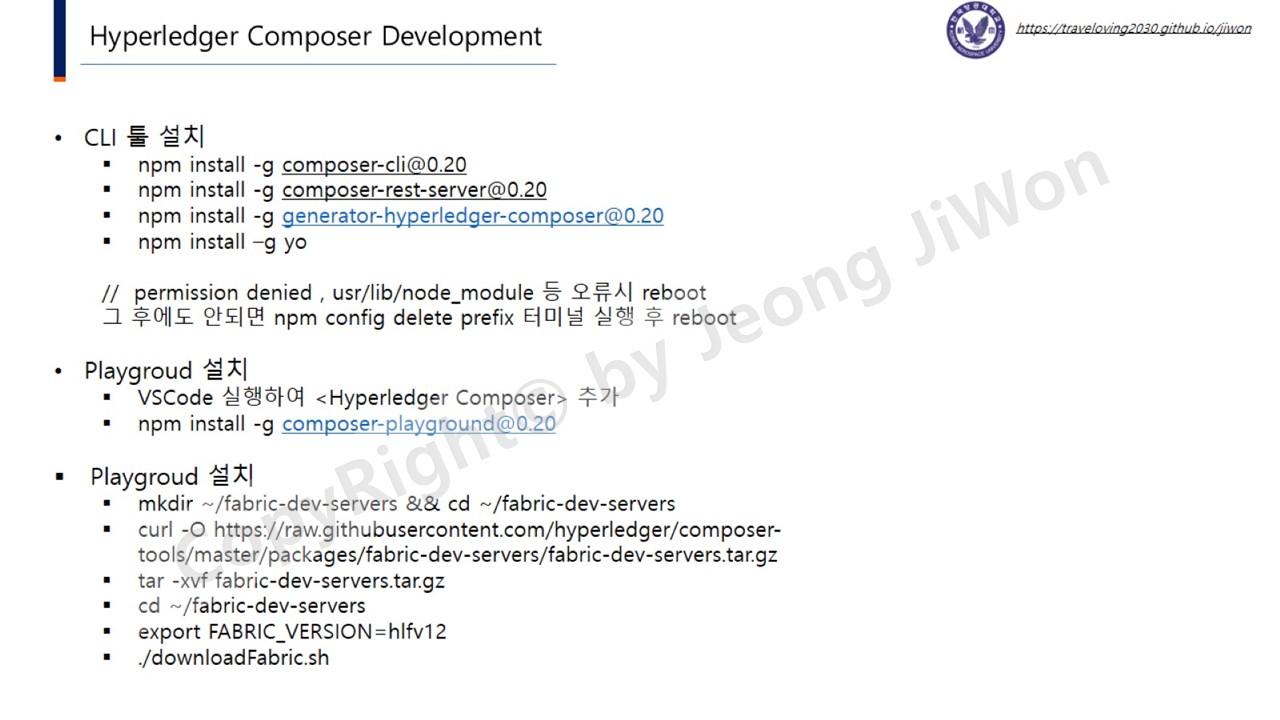 Hyperledger Composer Development
https://traveloving2030.github.io/jiwon
• CLI 툴 설치
▪ npm install -g composer-cli@0.20
▪ npm install -g composer-rest-server@0.20
▪ npm install -g generator-hyperledger-composer@0.20
▪ npm install –g yo
// permission denied , usr/lib/node_module 등 오류시 reboot
그 후에도 안되면 npm config delete prefix 터미널 실행 후 reboot
• Playgroud 설치
▪ VSCode 실행하여 <Hyperledger Composer> 추가
▪ npm install -g composer-playground@0.20
▪ Playgroud 설치
▪ mkdir ~/fabric-dev-servers && cd ~/fabric-dev-servers
▪ curl -O https://raw.githubusercontent.com/hyperledger/composer-
tools/master/packages/fabric-dev-servers/fabric-dev-servers.tar.gz
▪ tar -xvf fabric-dev-servers.tar.gz
▪ cd ~/fabric-dev-servers
▪ export FABRIC_VERSION=hlfv12
▪ ./downloadFabric.sh
CopyRight© by Jeong JiWon